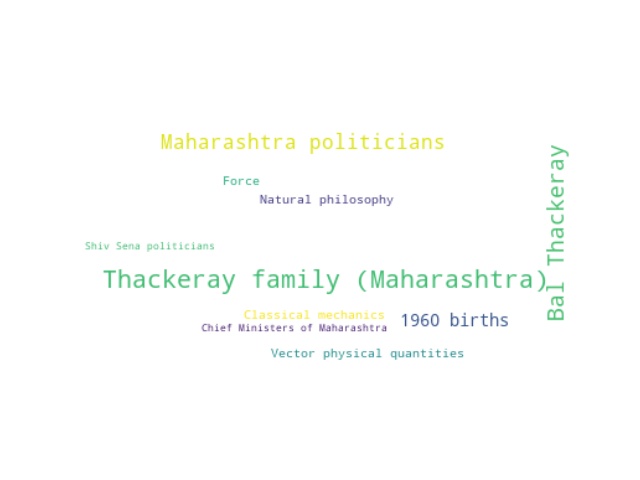 Maharashtra politicians
Force
Natural philosophy
Shiv Sena politicians
Thackeray family (Maharashtra)
Bal Thackeray
Classical mechanics
1960 births
Chief Ministers of Maharashtra
Vector physical quantities